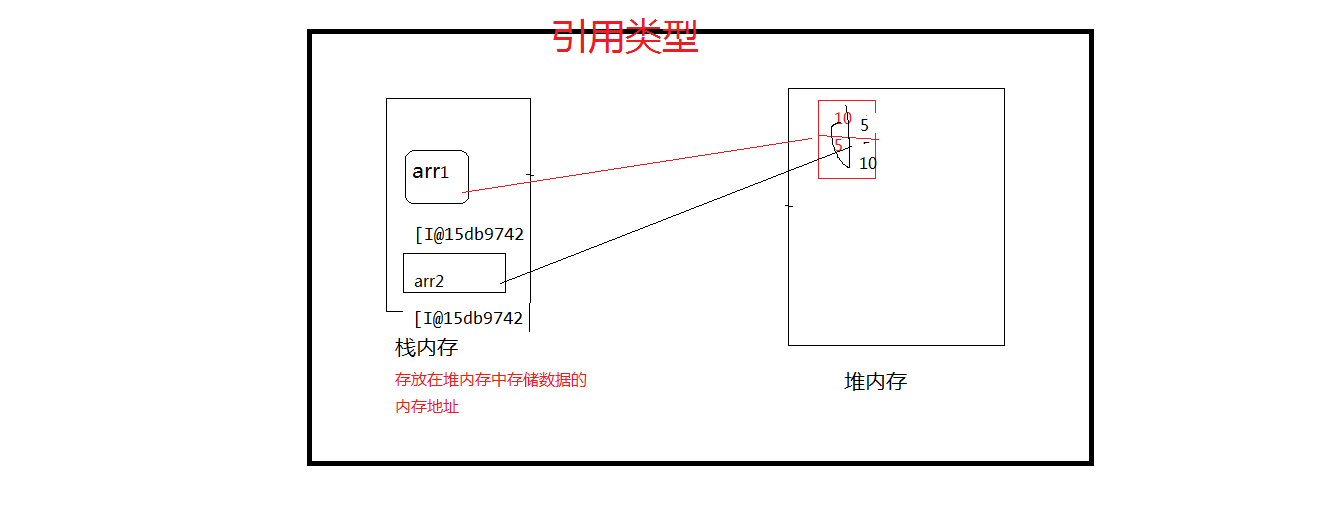 引用类型
arr1
[I@15db9742
arr2
[I@15db9742
栈内存
存放在堆内存中存储数据的
内存地址
10
5
5
10
堆内存